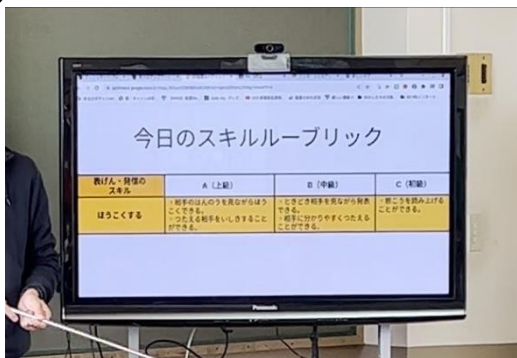 今日のスキルルーブリック
表げん・発信の
スキル
A（上級）
B（中級）
C（初級）
ほうこくする
・相手のはんのうを見ながらほう
こくできる。
・つたえる相手をいしきすること
ができる。
・ときどき相手を見ながら発表
できる。
・相手に分かりやすくつたえる
ことができる。
・原こうを読み上げる
ことができる。
Panasonic